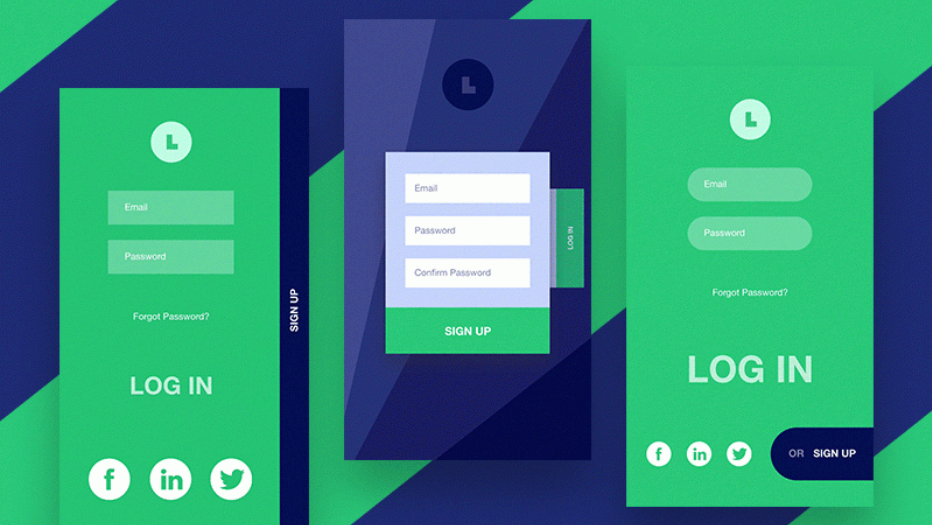 L
Email
Password
Forgot Password?
LOG IN
f
in
SIGN UP
L
Email
Password
Confirm Password
SIGN UP
LOG IN
L
Email
Password
Forgot Password?
LOG IN
f
in
OR SIGN UP